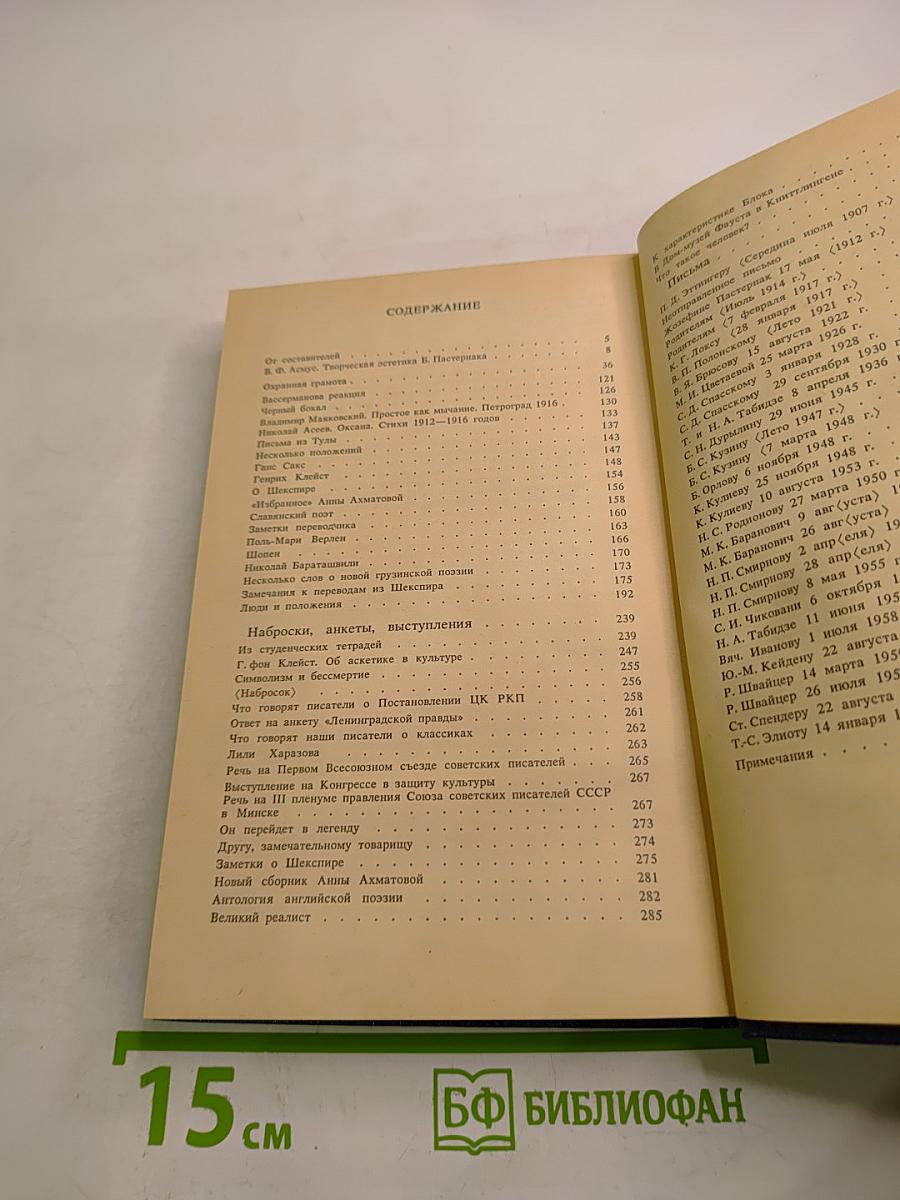 СОДЕРЖАНИЕ
От составителей . . . . . . . . . . . . 5
В. Ф. Асмус. Творческая эстетика Б. Пастернака . . . . . 8
Охранная грамота . . . . . . . . . . . . 36
Вассерманова реакция . . . . . . . . . . . . 121
Черный бокал . . . . . . . . . . . . 126
Владимир Маяковский. Простое как мычание. Петроград 1916 . 130
Николай Асеев. Оксана. Стихи 1912—1916 годов . . . . 133
Письма из Тулы . . . . . . . . . . . . 137
Несколько положений . . . . . . . . . . . . 143
Ганс Сакс . . . . . . . . . . . . 147
Генрих Клейст . . . . . . . . . . . . 148
О Шекспире . . . . . . . . . . . . 154
«Избранное» Анны Ахматовой . . . . . . . . . 156
Славянский поэт . . . . . . . . . . . . 158
Заметки переводчика . . . . . . . . . . . . 160
Поль-Мари Верлен . . . . . . . . . . . . 163
Шопен . . . . . . . . . . . . 166
Николай Бараташвили . . . . . . . . . . . . 170
Несколько слов о новой грузинской поэзии . . . . . . 173
Замечания к переводам из Шекспира . . . . . . . 175
Люди и положения . . . . . . . . . . . . 192
Наброски, анкеты, выступления . . . . . . . . 239
Из студенческих тетрадей . . . . . . . . . . . 239
Г. фон Клейст. Об аскетике в культуре . . . . . . . 247
Символизм и бессмертие . . . . . . . . . . . 255
〈Набросок〉 . . . . . . . . . . . . 256
Что говорят писатели о Постановлении ЦК РКП . . . . . 258
Ответ на анкету «Ленинградской правды» . . . . . . . 261
Что говорят наши писатели о классиках . . . . . . . 262
Лили Харазова . . . . . . . . . . . . 263
Речь на Первом Всесоюзном съезде советских писателей . . . 265
Выступление на Конгрессе в защиту культуры . . . . . . 267
Речь на III пленуме правления Союза советских писателей СССР
в Минске . . . . . . . . . . . . 267
Он перейдет в легенду . . . . . . . . . . . . 273
Другу, замечательному товарищу . . . . . . . . . 274
Заметки о Шекспире . . . . . . . . . . . . 275
Новый сборник Анны Ахматовой . . . . . . . . . 281
Антология английской поэзии . . . . . . . . . 282
Великий реалист . . . . . . . . . . . . 285
К характеристике Блока . . . . .
В Дом-музей Фауста в Книттлингене . . .
Что такое человек? . . . . .
Письма . . . . .
П. Д. Эттингеру 〈Середина июля 1907 г.〉
Неотправленное письмо . . . . .
Жозефине Пастернак 17 мая 〈1912 г.〉
Родителям 〈Июль 1914 г.〉 . . .
Родителям 〈7 февраля 1917 г.〉 . .
К. Г. Локсу 〈28 января 1917 г.〉 . .
В. П. Полонскому 〈Лето 1921 г.〉 . .
В. Я. Брюсову 15 августа 1922 г. . .
М. И. Цветаевой 25 марта 1926 г. . .
С. Д. Спасскому 3 января 1928 г. . .
С. Д. Спасскому 29 сентября 1930 г
Т. и Н. А. Табидзе 8 апреля 1936 г
С. Н. Дурылину 29 июня 1945 г. .
Б. С. Кузину 〈Лето 1947 г.〉 . .
Б. С. Кузину 〈7 марта 1948 г.〉 .
Б. Орлову 6 ноября 1948 г. . .
К. Кулиеву 25 ноября 1948 г. . .
К. Кулиеву 10 августа 1953 г. . .
Н. С. Родионову 27 марта 1950 г
М. К. Баранович 9 авг〈уста〉 1
М. К. Баранович 26 авг〈уста〉
Н. П. Смирнову 2 апр〈еля〉 19
Н. П. Смирнову 28 апр〈еля〉
Н. П. Смирнову 8 мая 1955 г
С. И. Чиковани 6 октября 1
Н. А. Табидзе 11 июня 195
Вяч. Иванову 1 июля 1958
Ю.-М. Кейдену 22 августа
Р. Швайцер 14 марта 1959
Р. Швайцер 26 июля 195
Ст. Спендеру 22 августа
Т.-С. Элиоту 14 января 1
Примечания . . . .
15 см
БФ БИБЛИОФАН